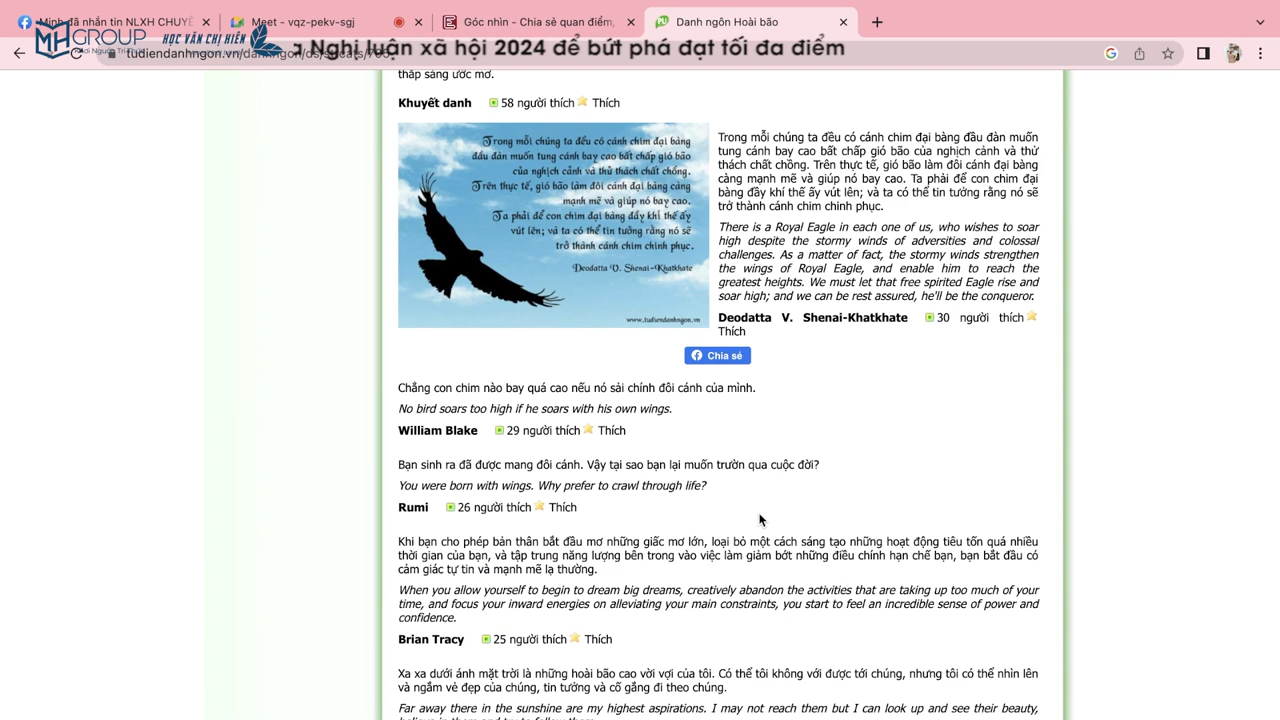 Minh đã nhắn tin NLXH CHUYÊ
Meet - vqz-pekv-sgj
Góc nhìn - Chia sẻ quan điểm,
Danh ngôn Hoài bão
MHGROUP
HỌC VĂN CHỊ HIÊN
Nghị luận xã hội 2024 để bứt phá đạt tối đa điểm
thắp sáng ước mơ.
Khuyết danh 58 người thích Thích
Trong mỗi chúng ta đều có cánh chim đại bàng
đầu đàn muốn tung cánh bay cao bất chấp gió bão
của nghịch cảnh và thử thách chất chồng.
Trên thực tế, gió bão làm đôi cánh đại bàng càng
mạnh mẽ và giúp nó bay cao.
Ta phải để con chim đại bàng đầy khí thế ấy
vút lên; và ta có thể tin tưởng rằng nó sẽ
trở thành cánh chim chinh phục.
Deodatta V. Shenai-Khatkhate
www.tudiendanhngon.vn
Trong mỗi chúng ta đều có cánh chim đại bàng đầu đàn muốn
tung cánh bay cao bất chấp gió bão của nghịch cảnh và thử
thách chất chồng. Trên thực tế, gió bão làm đôi cánh đại bàng
càng mạnh mẽ và giúp nó bay cao. Ta phải để con chim đại
bàng đầy khí thế ấy vút lên; và ta có thể tin tưởng rằng nó sẽ
trở thành cánh chim chinh phục.
There is a Royal Eagle in each one of us, who wishes to soar
high despite the stormy winds of adversities and colossal
challenges. As a matter of fact, the stormy winds strengthen
the wings of Royal Eagle, and enable him to reach the
greatest heights. We must let that free spirited Eagle rise and
soar high; and we can be rest assured, he'll be the conqueror.
Deodatta V. Shenai-Khatkhate 30 người thích
Thích
Chia sẻ
Chẳng con chim nào bay quá cao nếu nó sải chính đôi cánh của mình.
No bird soars too high if he soars with his own wings.
William Blake 29 người thích Thích
Bạn sinh ra đã được mang đôi cánh. Vậy tại sao bạn lại muốn trườn qua cuộc đời?
You were born with wings. Why prefer to crawl through life?
Rumi 26 người thích Thích
Khi bạn cho phép bản thân bắt đầu mơ những giấc mơ lớn, loại bỏ một cách sáng tạo những hoạt động tiêu tốn quá nhiều
thời gian của bạn, và tập trung năng lượng bên trong vào việc làm giảm bớt những điều chính hạn chế bạn, bạn bắt đầu có
cảm giác tự tin và mạnh mẽ lạ thường.
When you allow yourself to begin to dream big dreams, creatively abandon the activities that are taking up too much of your
time, and focus your inward energies on alleviating your main constraints, you start to feel an incredible sense of power and
confidence.
Brian Tracy 25 người thích Thích
Xa xa dưới ánh mặt trời là những hoài bão cao vời vợi của tôi. Có thể tôi không với được tới chúng, nhưng tôi có thể nhìn lên
và ngắm vẻ đẹp của chúng, tin tưởng và cố gắng đi theo chúng.
Far away there in the sunshine are my highest aspirations. I may not reach them but I can look up and see their beauty,